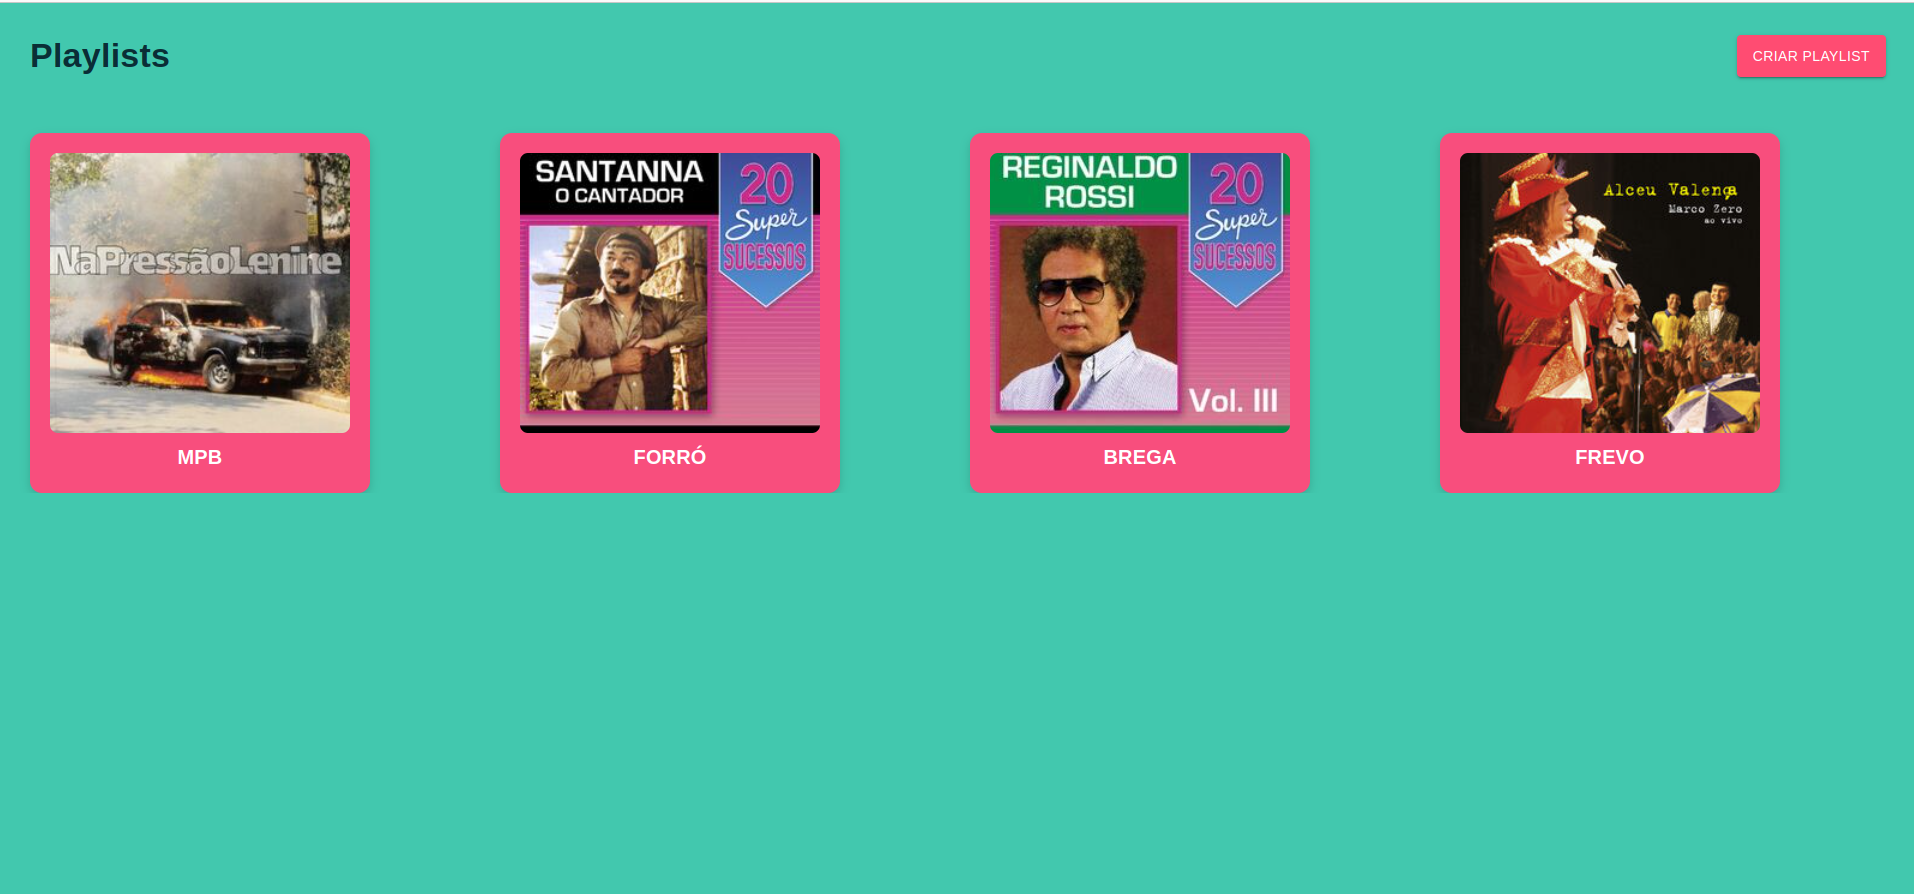 Playlists
CRIAR PLAYLIST
NaPressãoLenine
MPB
SANTANNA
O CANTADOR
20
Super
SUCESSOS
FORRÓ
REGINALDO
ROSSI
20
Super
SUCESSOS
Vol. III
BREGA
Alceu Valença
Marco Zero
ao vivo
FREVO